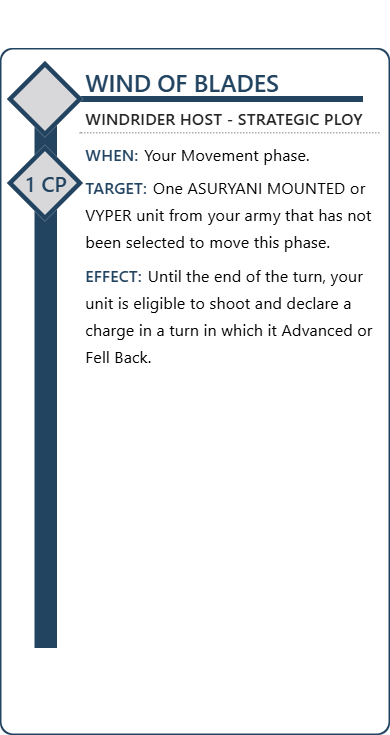 WIND OF BLADES
WINDRIDER HOST - STRATEGIC PLOY
1 CP
WHEN: Your Movement phase.
TARGET: One ASURYANI MOUNTED or
VYPER unit from your army that has not
been selected to move this phase.
EFFECT: Until the end of the turn, your
unit is eligible to shoot and declare a
charge in a turn in which it Advanced or
Fell Back.